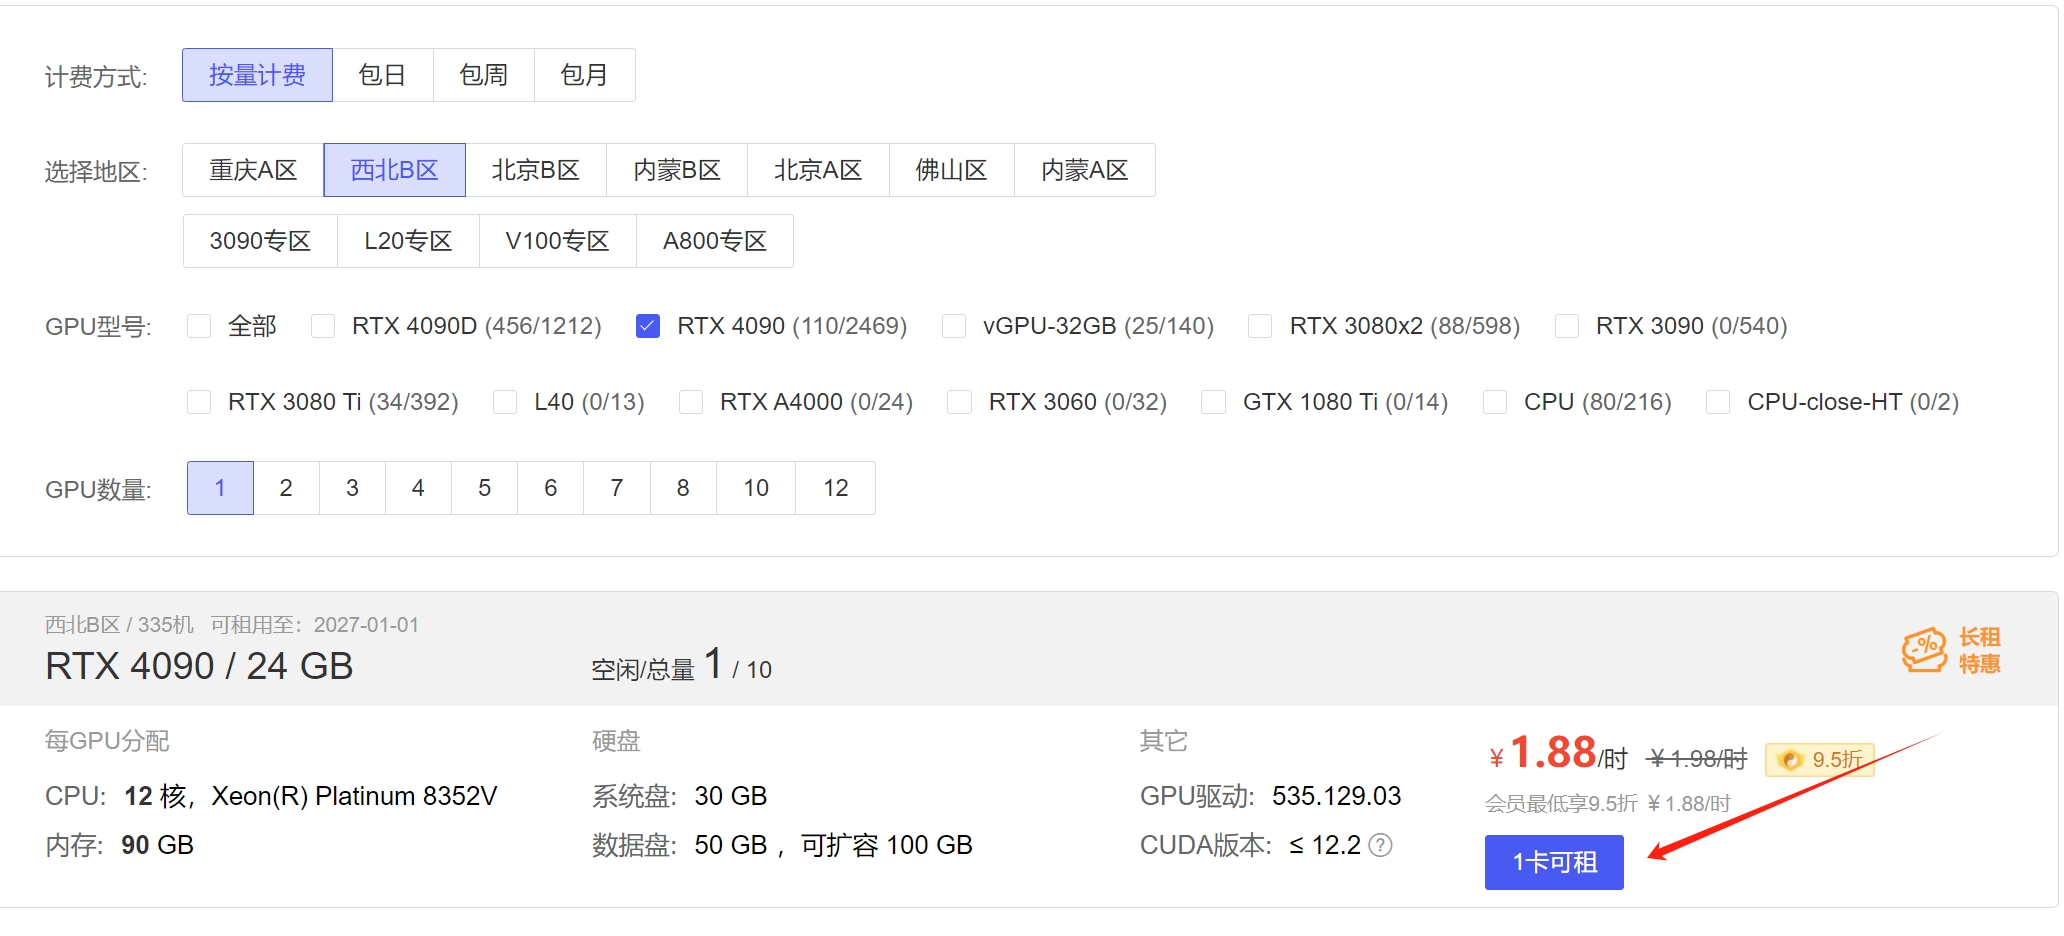 计费方式: 按量计费 包日 包周 包月
选择地区: 重庆A区 西北B区 北京B区 内蒙B区 北京A区 佛山区 内蒙A区
3090专区 L20专区 V100专区 A800专区
GPU型号: 全部 RTX 4090D (456/1212) RTX 4090 (110/2469) vGPU-32GB (25/140) RTX 3080x2 (88/598) RTX 3090 (0/540)
RTX 3080 Ti (34/392) L40 (0/13) RTX A4000 (0/24) RTX 3060 (0/32) GTX 1080 Ti (0/14) CPU (80/216) CPU-close-HT (0/2)
GPU数量: 1 2 3 4 5 6 7 8 10 12
西北B区 / 335机 可租用至: 2027-01-01
RTX 4090 / 24 GB 空闲/总量 1 / 10
-% 长租
特惠
每GPU分配 硬盘 其它
¥1.88/时 ¥1.98/时 9.5折
CPU: 12 核, Xeon(R) Platinum 8352V 系统盘: 30 GB GPU驱动: 535.129.03
会员最低享9.5折 ¥1.88/时
内存: 90 GB 数据盘: 50 GB , 可扩容 100 GB CUDA版本: ≤ 12.2 ?
1卡可租